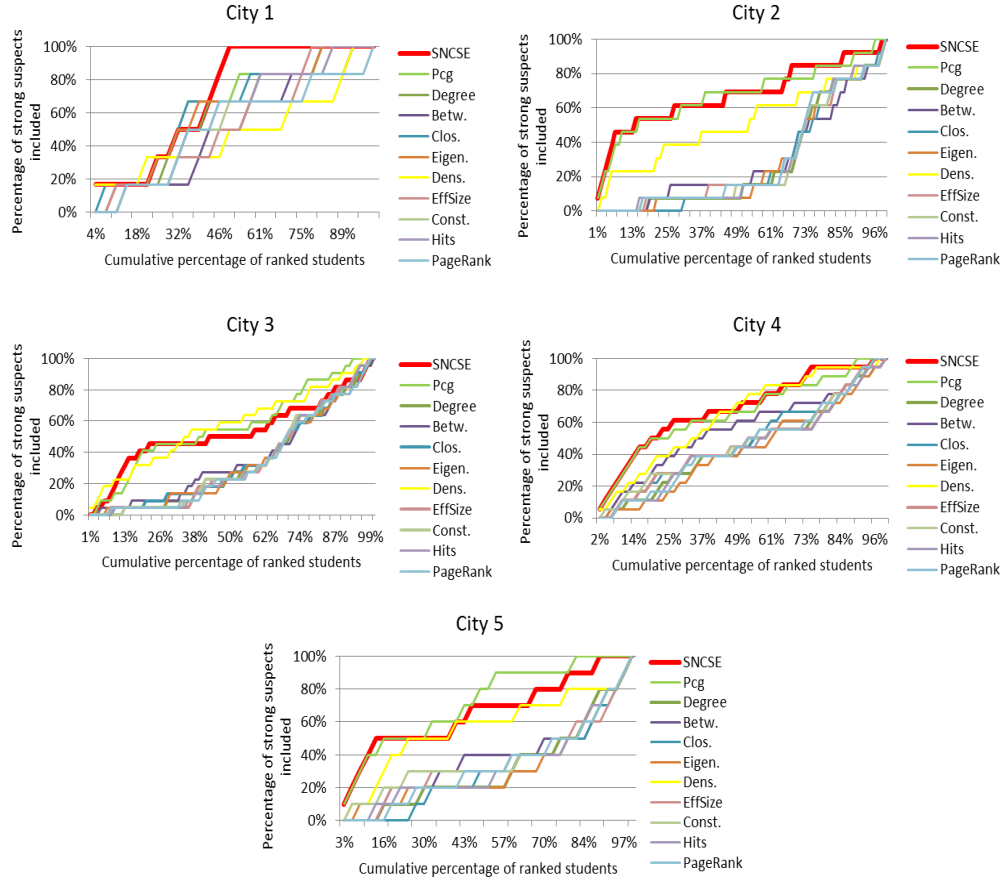 City 1
Percentage of strong suspects
included
100%
80%
60%
40%
20%
0%
4% 18% 32% 46% 61% 75% 89%
Cumulative percentage of ranked students
SNCSE
Pcg
Degree
Betw.
Clos.
Eigen.
Dens.
EffSize
Const.
Hits
PageRank
City 2
Percentage of strong suspects
included
100%
80%
60%
40%
20%
0%
1% 13% 25% 37% 49% 61% 73% 85% 96%
Cumulative percentage of ranked students
SNCSE
Pcg
Degree
Betw.
Clos.
Eigen.
Dens.
EffSize
Const.
Hits
PageRank
City 3
Percentage of strong suspects
included
100%
80%
60%
40%
20%
0%
1% 13% 26% 38% 50% 62% 75% 87% 99%
Cumulative percentage of ranked students
SNCSE
Pcg
Degree
Betw.
Clos.
Eigen.
Dens.
EffSize
Const.
Hits
PageRank
City 4
Percentage of strong suspects
included
100%
80%
60%
40%
20%
0%
2% 14% 25% 37% 49% 61% 73% 84% 96%
Cumulative percentage of ranked students
SNCSE
Pcg
Degree
Betw.
Clos.
Eigen.
Dens.
EffSize
Const.
Hits
PageRank
City 5
Percentage of strong suspects
included
100%
80%
60%
40%
20%
0%
3% 16% 30% 43% 57% 70% 84% 97%
Cumulative percentage of ranked students
SNCSE
Pcg
Degree
Betw.
Clos.
Eigen.
Dens.
EffSize
Const.
Hits
PageRank